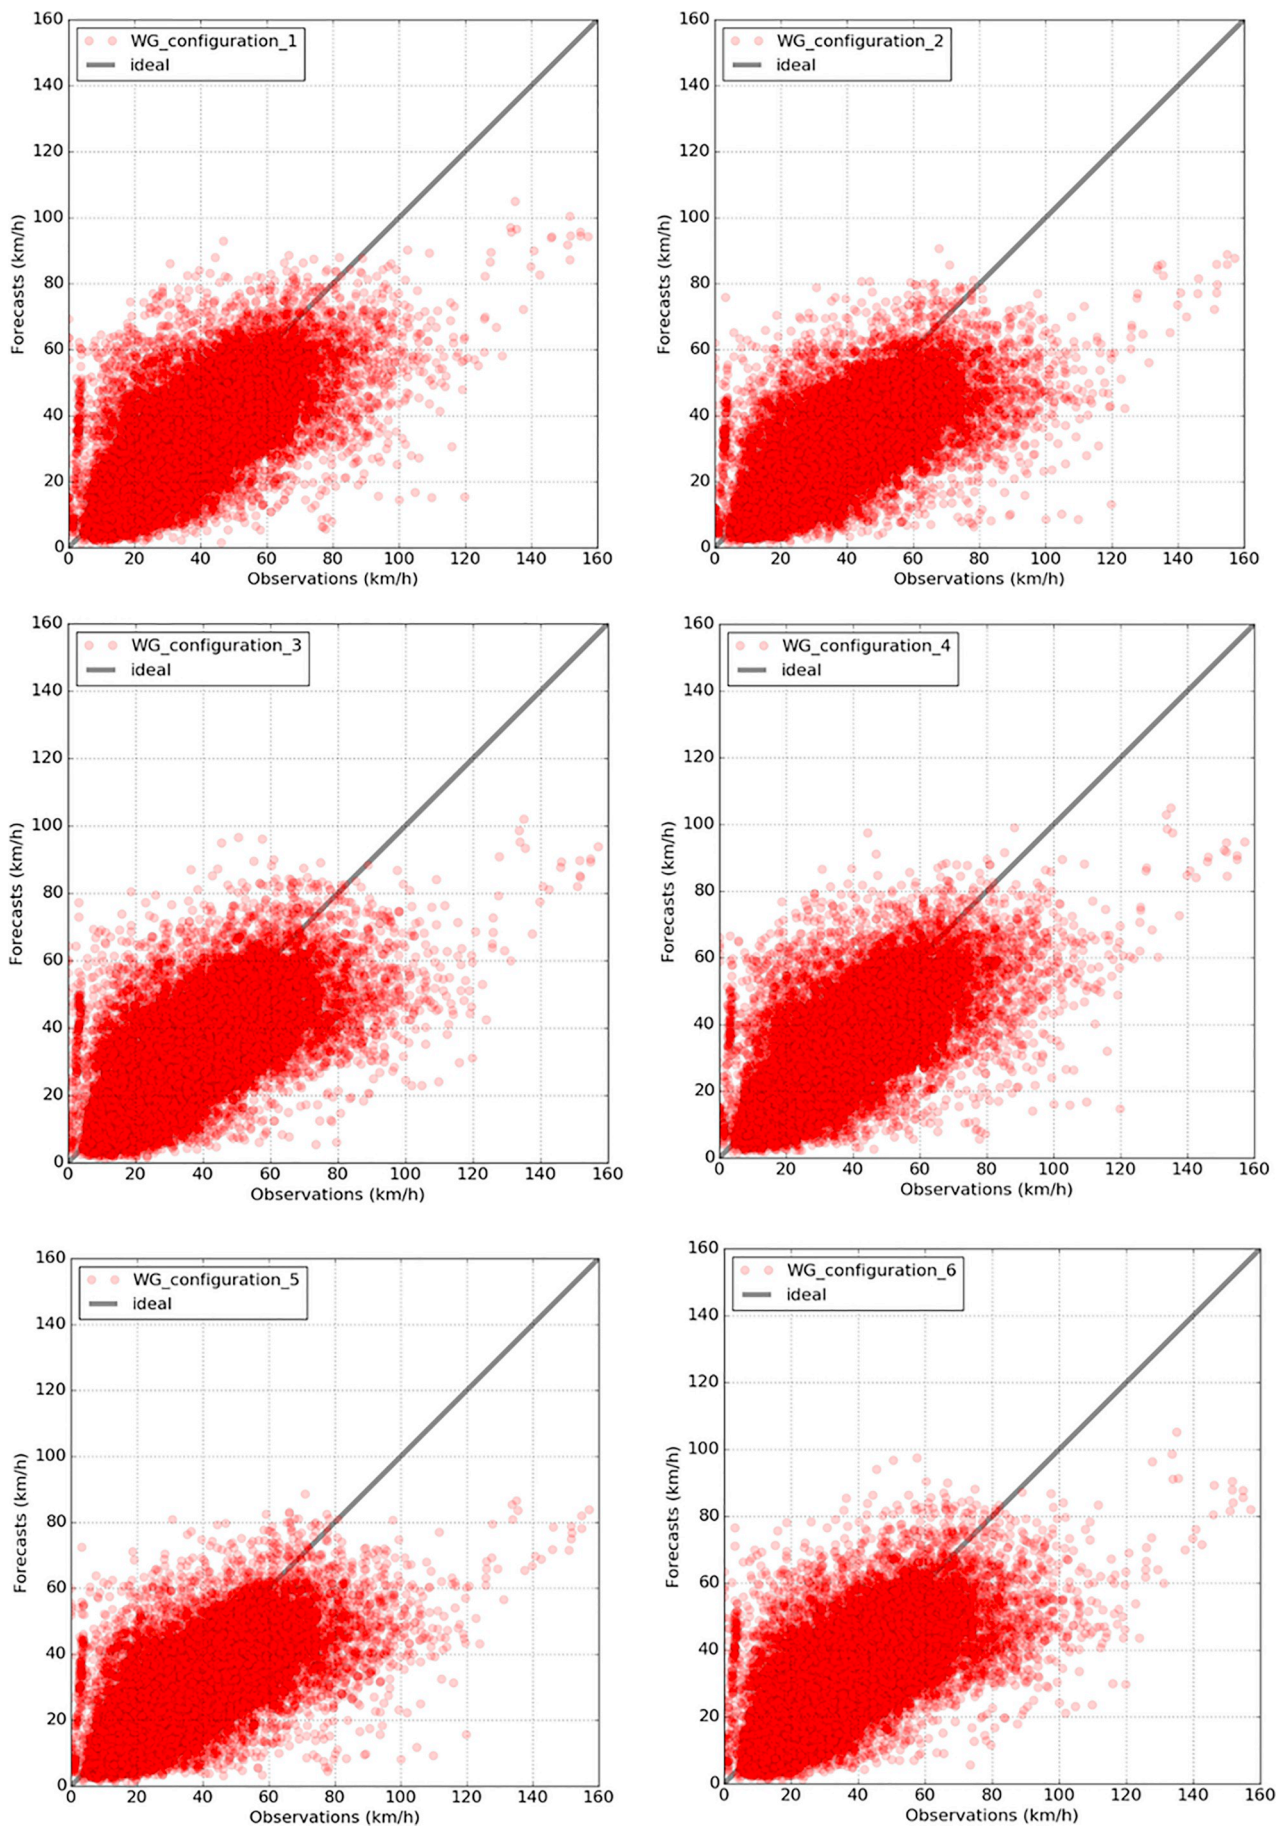 160
140
120
100
80
60
40
20
0
Forecasts (km/h)
WG_configuration_1
ideal
0 20 40 60 80 100 120 140 160
Observations (km/h)
160
140
120
100
80
60
40
20
0
Forecasts (km/h)
WG_configuration_2
ideal
0 20 40 60 80 100 120 140 160
Observations (km/h)
160
140
120
100
80
60
40
20
0
Forecasts (km/h)
WG_configuration_3
ideal
0 20 40 60 80 100 120 140 160
Observations (km/h)
160
140
120
100
80
60
40
20
0
Forecasts (km/h)
WG_configuration_4
ideal
0 20 40 60 80 100 120 140 160
Observations (km/h)
160
140
120
100
80
60
40
20
0
Forecasts (km/h)
WG_configuration_5
ideal
0 20 40 60 80 100 120 140 160
Observations (km/h)
160
140
120
100
80
60
40
20
0
Forecasts (km/h)
WG_configuration_6
ideal
0 20 40 60 80 100 120 140 160
Observations (km/h)